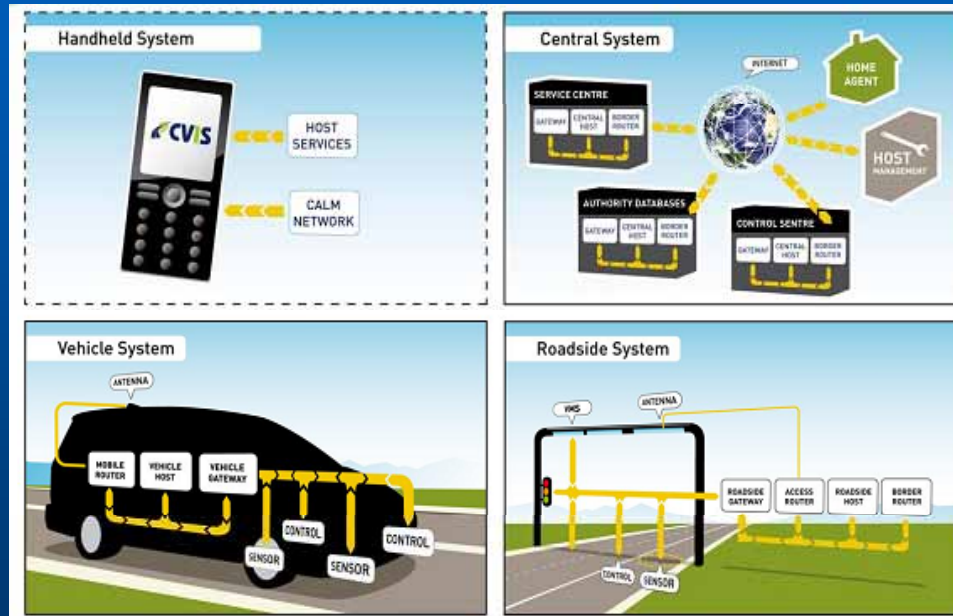 Handheld System
CVIS
HOST
SERVICES
CALM
NETWORK
Central System
INTERNET
HOME
AGENT
SERVICE CENTRE
GATEWAY
CENTRAL
HOST
BORDER
ROUTER
HOST
MANAGEMENT
AUTHORITY DATABASES
GATEWAY
CENTRAL
HOST
BORDER
ROUTER
CONTROL SENTRE
GATEWAY
CENTRAL
HOST
BORDER
ROUTER
Vehicle System
ANTENNA
MOBILE
ROUTER
VEHICLE
HOST
VEHICLE
GATEWAY
SENSOR
CONTROL
SENSOR
CONTROL
Roadside System
VMS
ANTENNA
ROADSIDE
GATEWAY
ACCESS
ROUTER
ROADSIDE
HOST
BORDER
ROUTER
CONTROL
SENSOR